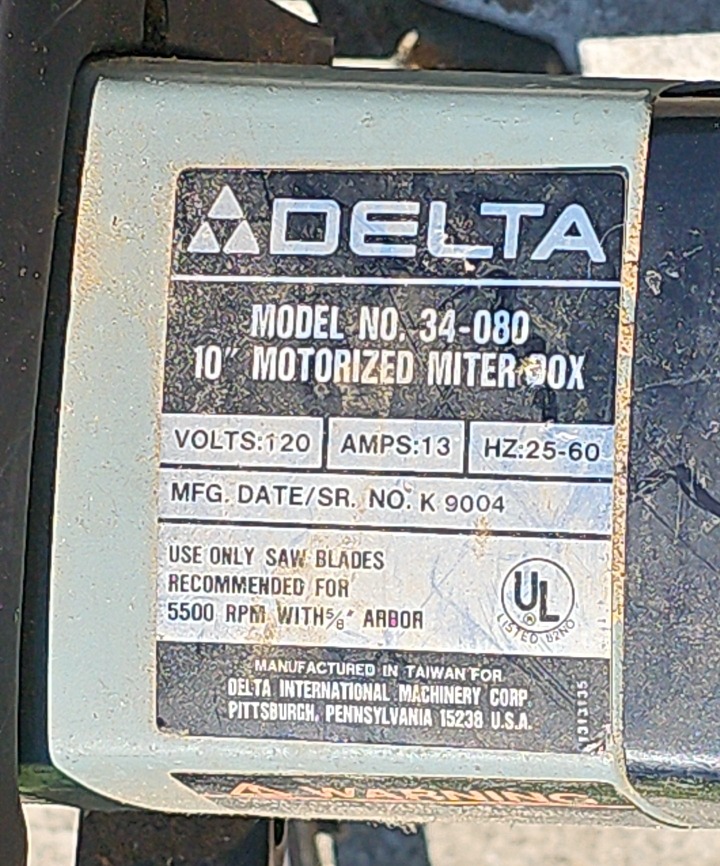 DELTA
MODEL NO. 34-080
10" MOTORIZED MITER BOX
VOLTS:120 AMPS:13 HZ:25-60
MFG. DATE/SR. NO. K 9004
USE ONLY SAW BLADES
RECOMMENDED FOR
5500 RPM WITH 5/8" ARBOR
UL
LISTED 82NO
MANUFACTURED IN TAIWAN FOR
DELTA INTERNATIONAL MACHINERY CORP.
PITTSBURGH, PENNSYLVANIA 15238 U.S.A.
1313135
WARNING